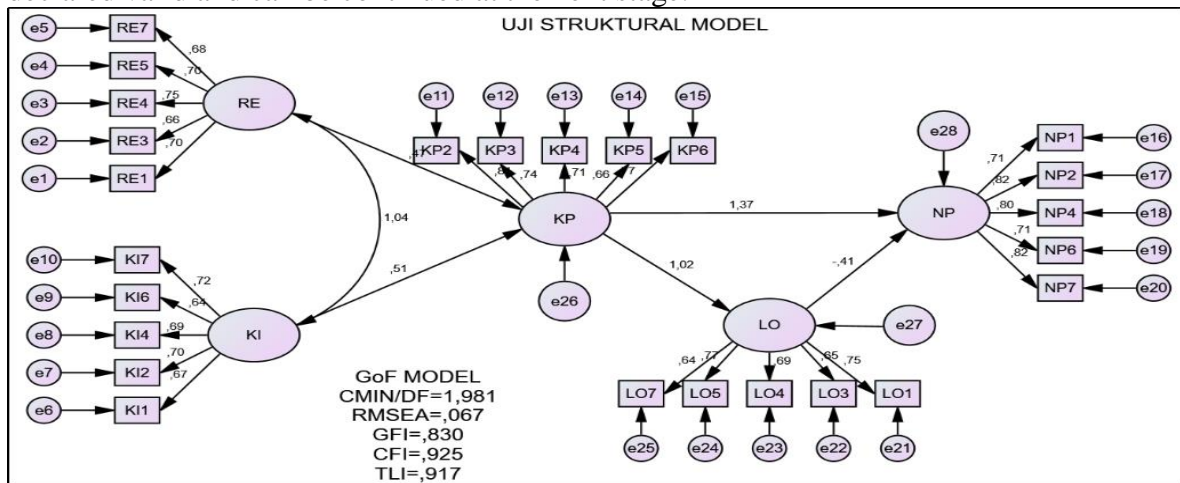 UJI STRUKTURAL MODEL
e5
RE7
,68
e4
RE5
,70
e3
RE4
,75
RE
e2
RE3
,66
e1
RE1
,70
e11
e12
e13
e14
e15
KP2
KP3
KP4
KP5
KP6
,74
,71
,66
KP
e26
1,04
,51
1,37
1,02
-,41
e28
NP
NP1
e16
,71
NP2
e17
,82
NP4
e18
,80
NP6
e19
,71
NP7
e20
,82
e10
KI7
,72
e9
KI6
,64
e8
KI4
,69
KI
e7
KI2
,70
e6
KI1
,67
LO
e27
,64
,77
,69
,65
,75
LO7
LO5
LO4
LO3
LO1
e25
e24
e23
e22
e21
GoF MODEL
CMIN/DF=1,981
RMSEA=,067
GFI=,830
CFI=,925
TLI=,917